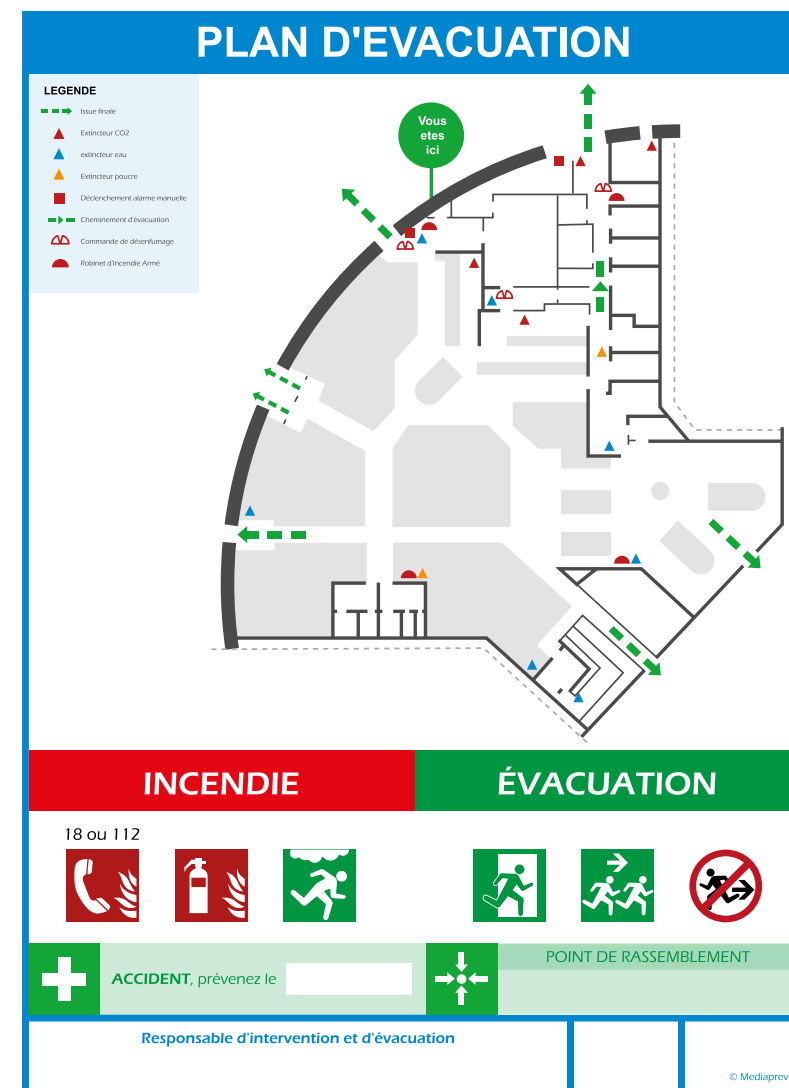 PLAN D'EVACUATION
LEGENDE
Issue finale
Extincteur CO2
extincteur eau
Extincteur poucre
Déclenchement alarme manuelle
Cheminement d'évacuation
Commande de désenfumage
Robinet d'Incendie Armé
Vous
etes
ici
INCENDIE
ÉVACUATION
18 ou 112
ACCIDENT, prévenez le
POINT DE RASSEMBLEMENT
Responsable d'intervention et d'évacuation
© Mediaprev